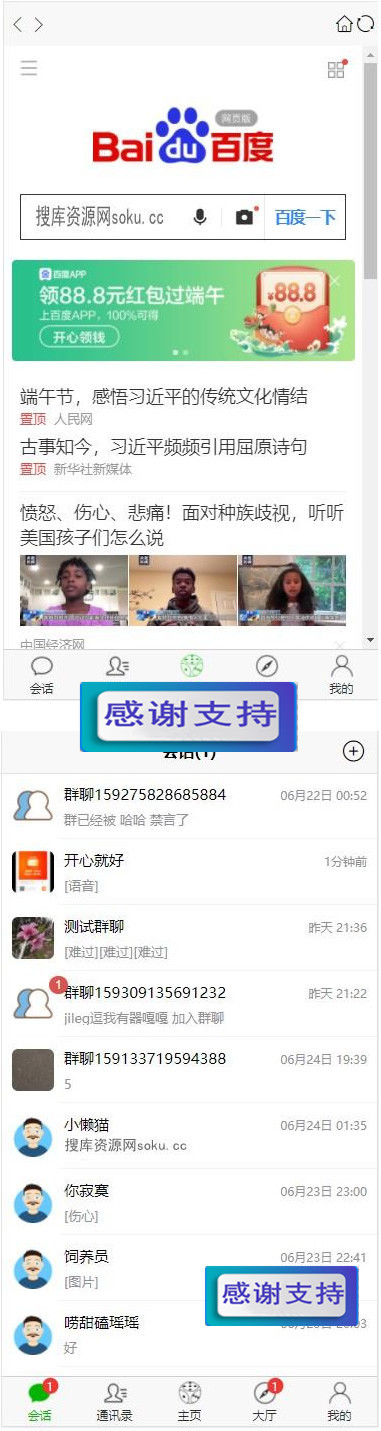 Bai du 百度
网页版
搜库资源网soku. cc
百度一下
百度APP
领88.8元红包过端午
上百度APP，100%可得
开心领钱
¥88.8
端午节，感悟习近平的传统文化情结
置顶 人民网
古事知今，习近平频频引用屈原诗句
置顶 新华社新媒体
愤怒、伤心、悲痛！面对种族歧视，听听
美国孩子们怎么说
中国经济网
会话
我的
感谢支持
会话(1)
群聊159275828685884
06月22日 00:52
群已经被 哈哈 禁言了
开心就好
1分钟前
[语音]
测试群聊
昨天 21:36
[难过][难过][难过]
1
群聊159309135691232
昨天 21:22
jileg逗我有器嘎嘎 加入群聊
群聊159133719594388
06月24日 19:39
5
小懒猫
06月24日 01:35
搜库资源网soku. cc
你寂寞
06月23日 23:00
[伤心]
饲养员
06月23日 22:41
[图片]
感谢支持
唠甜磕瑶瑶
好
1
1
会话
通讯录
主页
大厅
我的